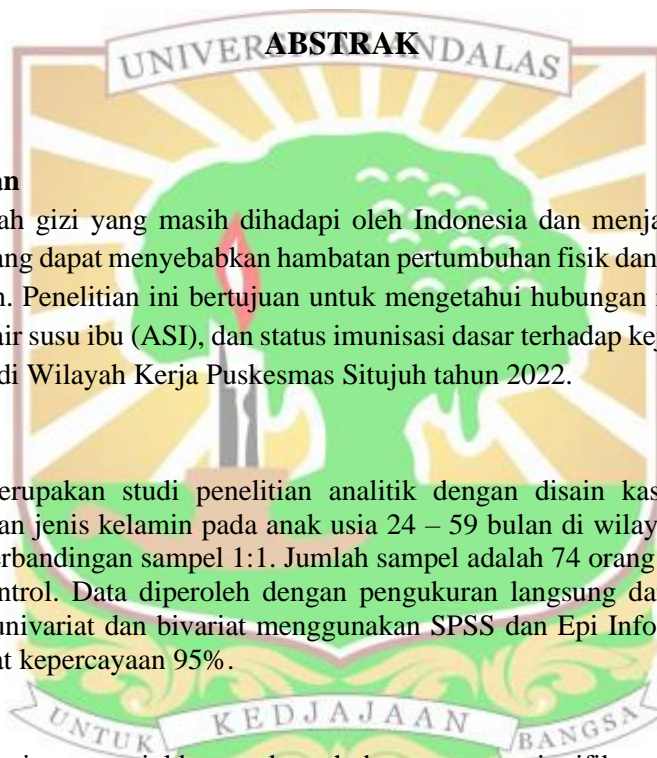 ABSTRAK
UNIVERSITAS ANDALAS
an
ah gizi yang masih dihadapi oleh Indonesia dan menja
ang dapat menyebabkan hambatan pertumbuhan fisik dan
n. Penelitian ini bertujuan untuk mengetahui hubungan
air susu ibu (ASI), dan status imunisasi dasar terhadap kej
di Wilayah Kerja Puskesmas Situjuh tahun 2022.
erupakan studi penelitian analitik dengan disain kas
an jenis kelamin pada anak usia 24 – 59 bulan di wilay
erbandingan sampel 1:1. Jumlah sampel adalah 74 orang
ntrol. Data diperoleh dengan pengukuran langsung da
univariat dan bivariat menggunakan SPSS dan Epi Info
at kepercayaan 95%.
UNTUK KEDJAJAAN BANGSA